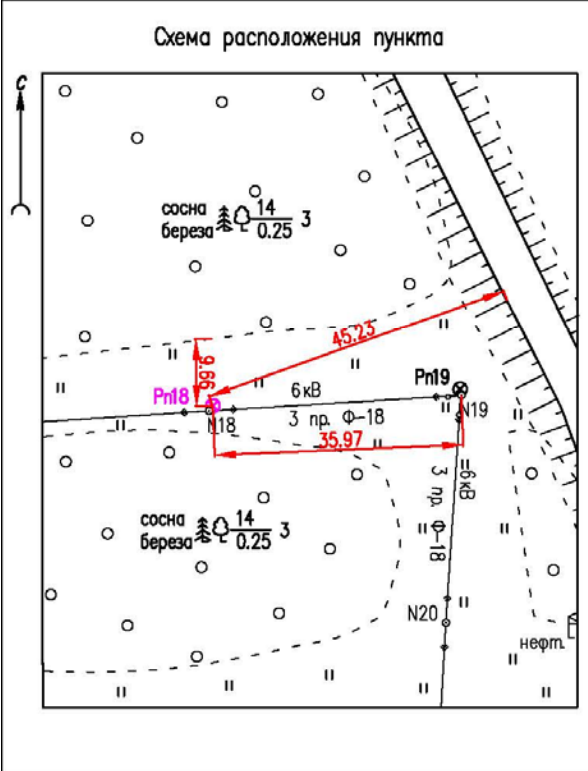 Схема расположения пункта
С
сосна 14 3
береза 0.25
45.23
9.66
Рп18
6кВ
Рп19
N18
3 пр. Ф-18
N19
35.97
6кВ
3 пр. Ф-18
сосна 14 3
береза 0.25
N20
нефт.